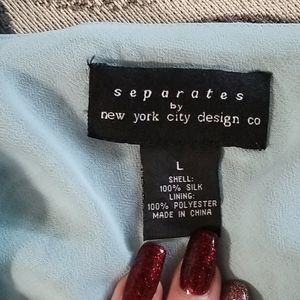 separates
by
new york city design co
L
SHELL:
100% SILK
LINING:
100% POLYESTER
MADE IN CHINA